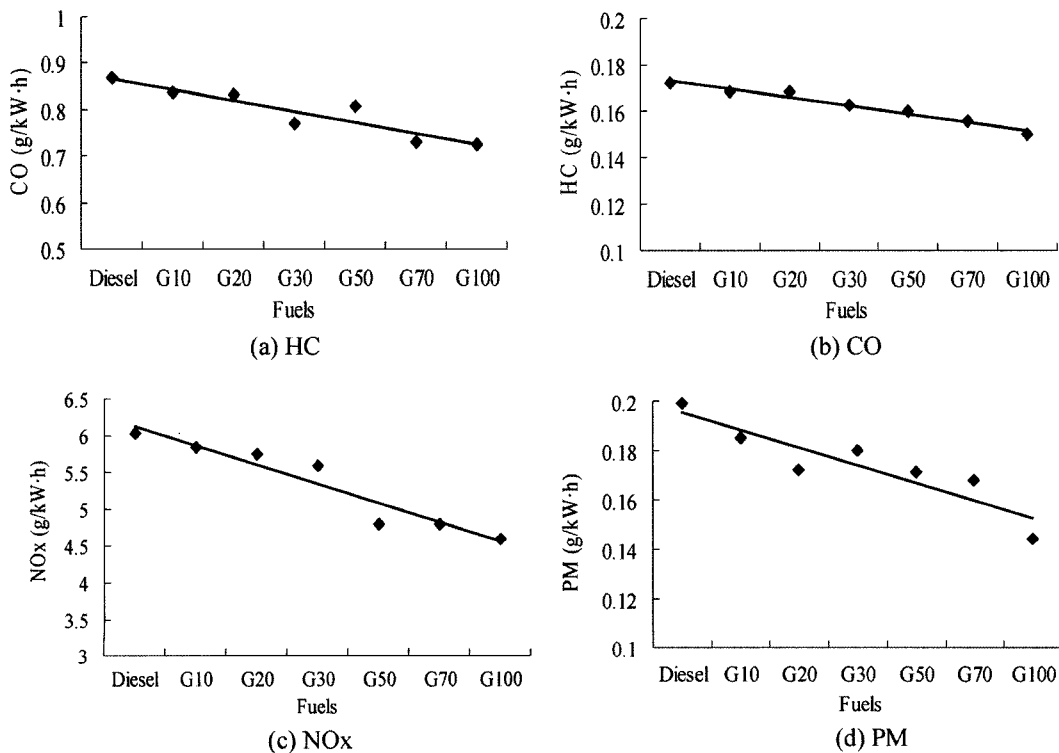 CO (g/kW·h)
1
0.9
0.8
0.7
0.6
0.5
Diesel G10 G20 G30 G50 G70 G100
Fuels
(a) HC
HC (g/kW·h)
0.2
0.18
0.16
0.14
0.12
0.1
Diesel G10 G20 G30 G50 G70 G100
Fuels
(b) CO
NOx (g/kW·h)
6.5
6
5.5
5
4.5
4
3.5
3
Diesel G10 G20 G30 G50 G70 G100
Fuels
(c) NOx
PM (g/kW·h)
0.2
0.18
0.16
0.14
0.12
0.1
Diesel G10 G20 G30 G50 G70 G100
Fuels
(d) PM